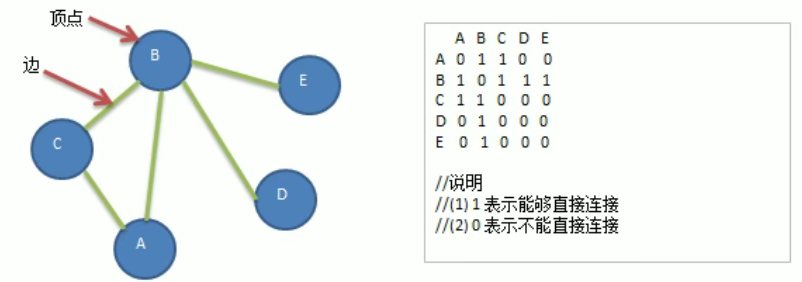 顶点
边
B
E
C
D
A
A B C D E
A 0 1 1 0 0
B 1 0 1 1 1
C 1 1 0 0 0
D 0 1 0 0 0
E 0 1 0 0 0
//说明
//(1) 1 表示能够直接连接
//(2) 0 表示不能直接连接